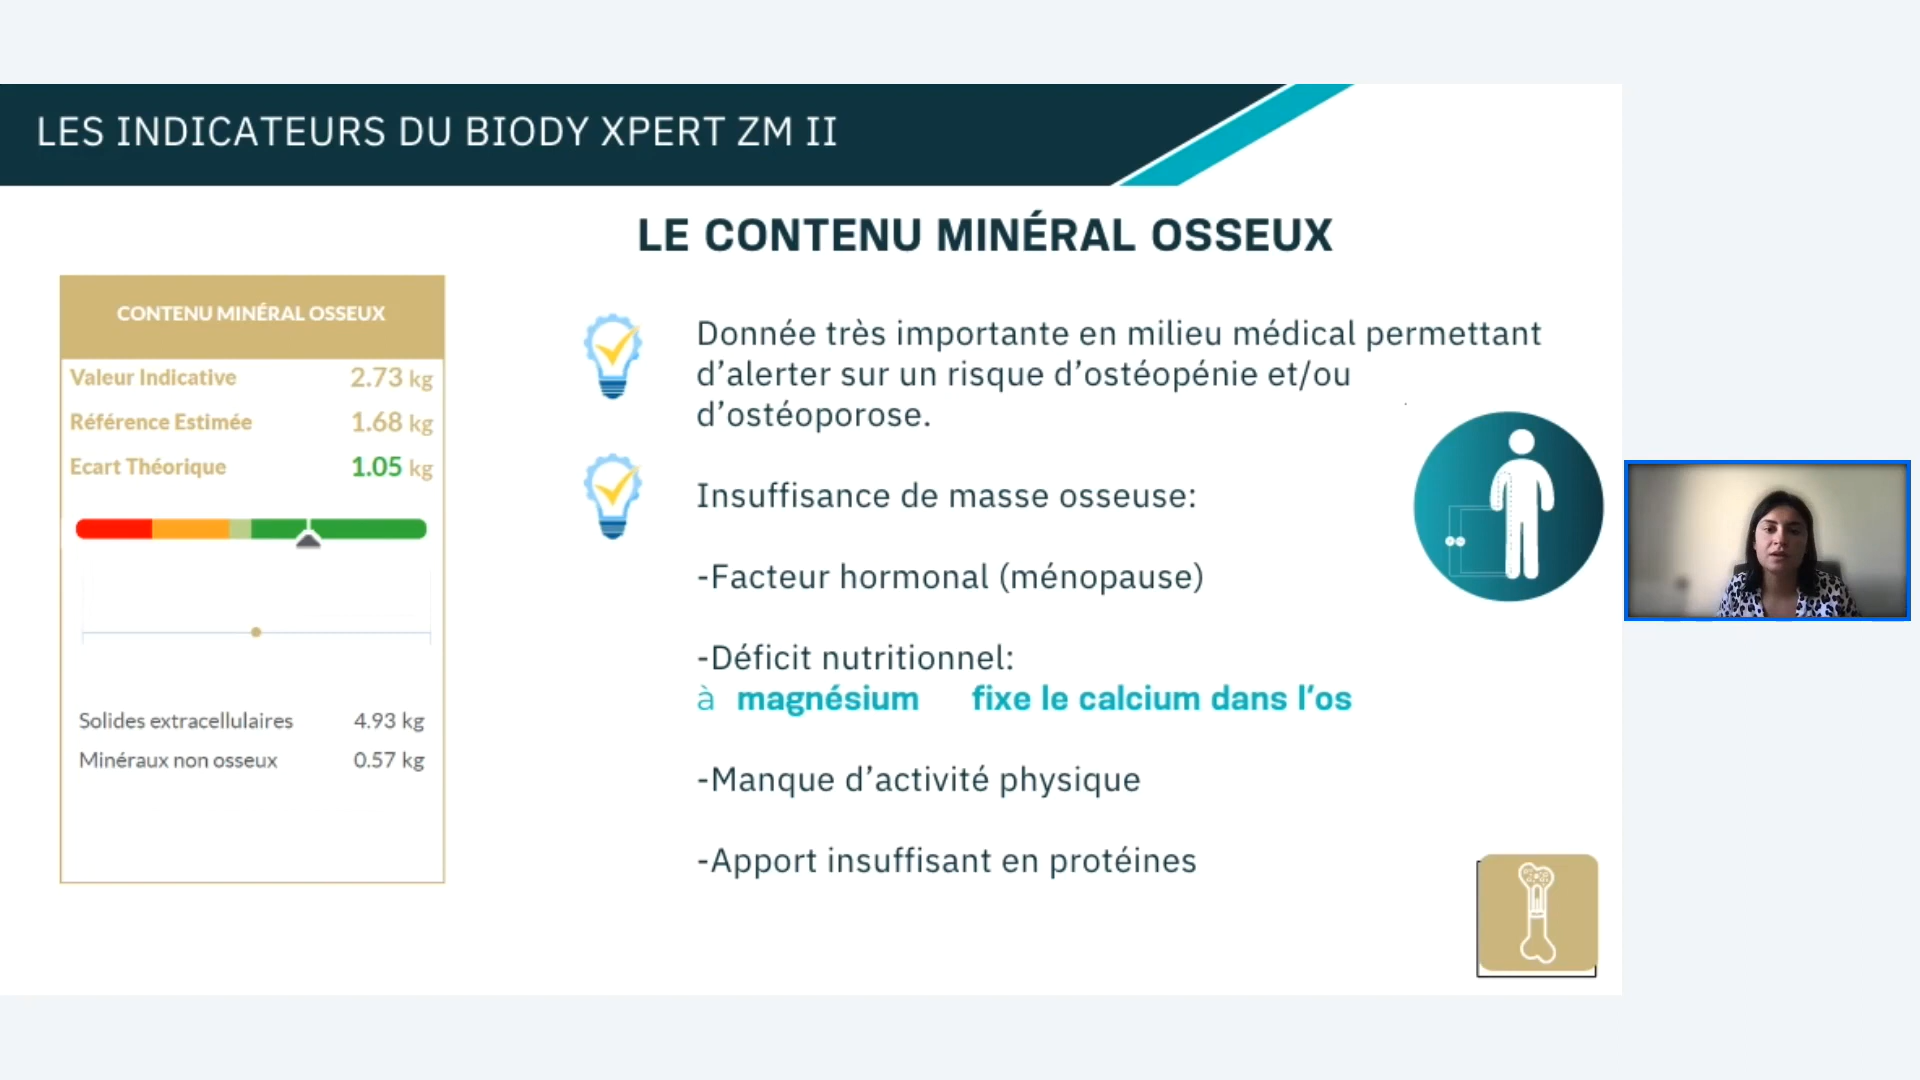 LES INDICATEURS DU BIODY XPERT ZM II
LE CONTENU MINÉRAL OSSEUX
CONTENU MINÉRAL OSSEUX
Valeur Indicative 2.73 kg
Référence Estimée 1.68 kg
Ecart Théorique 1.05 kg
Solides extracellulaires 4.93 kg
Minéraux non osseux 0.57 kg
Donnée très importante en milieu médical permettant
d’alerter sur un risque d’ostéopénie et/ou
d’ostéoporose.
Insuffisance de masse osseuse:
-Facteur hormonal (ménopause)
-Déficit nutritionnel:
à magnésium fixe le calcium dans l’os
-Manque d’activité physique
-Apport insuffisant en protéines